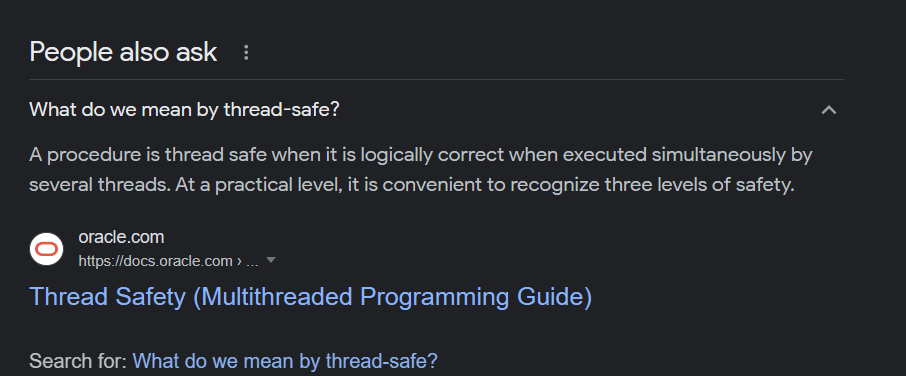 People also ask
What do we mean by thread-safe?
A procedure is thread safe when it is logically correct when executed simultaneously by
several threads. At a practical level, it is convenient to recognize three levels of safety.
oracle.com
https://docs.oracle.com › ...
Thread Safety (Multithreaded Programming Guide)
Search for: What do we mean by thread-safe?